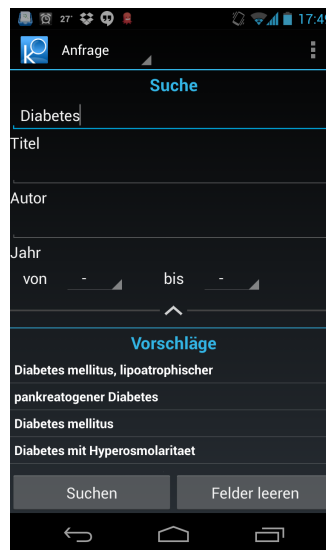 27° 17:49
Anfrage
Suche
Diabetes
Titel
Autor
Jahr
von - bis -
Vorschläge
Diabetes mellitus, lipoatrophischer
pankreatogener Diabetes
Diabetes mellitus
Diabetes mit Hyperosmolaritaet
Suchen Felder leeren